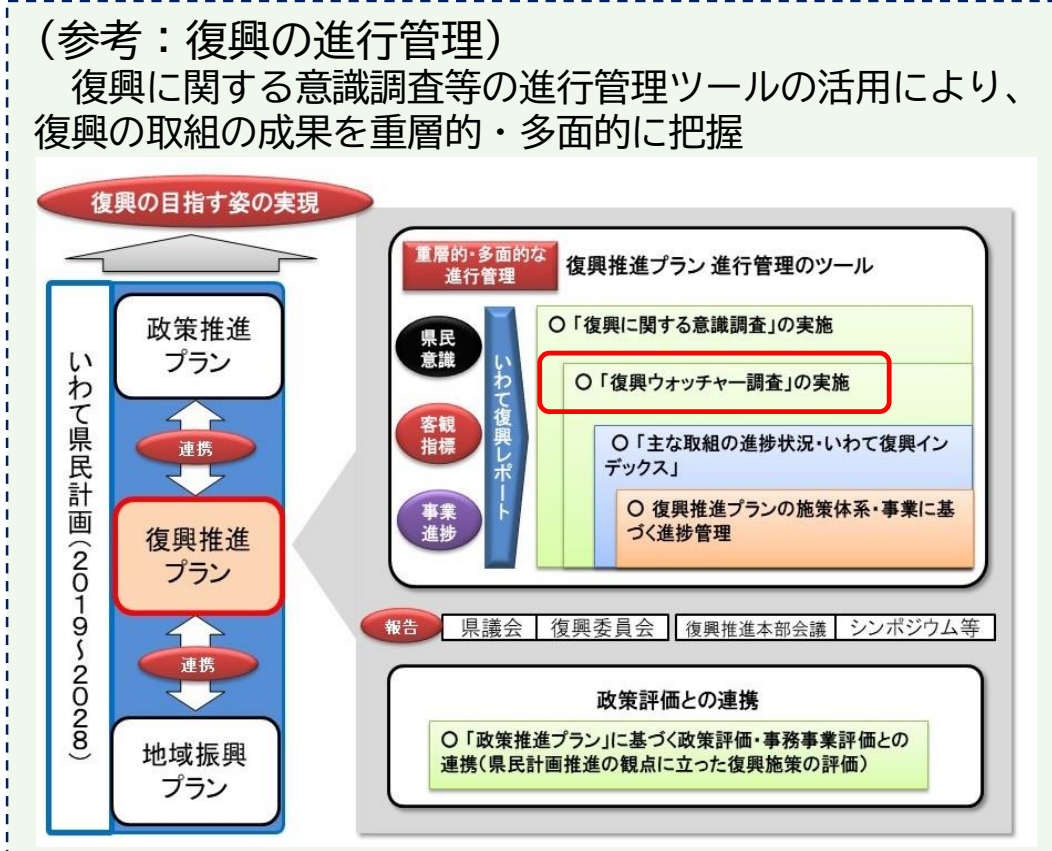 （参考：復興の進行管理）
　復興に関する意識調査等の進行管理ツールの活用により、
復興の取組の成果を重層的・多面的に把握
復興の目指す姿の実現
いわて県民計画（2019～2028）
政策推進
プラン
連携
復興推進
プラン
連携
地域振興
プラン
重層的・多面的な
進行管理
復興推進プラン 進行管理のツール
県民
意識
客観
指標
事業
進捗
いわて復興レポート
○「復興に関する意識調査」の実施
○「復興ウォッチャー調査」の実施
○「主な取組の進捗状況・いわて復興イン
デックス」
○ 復興推進プランの施策体系・事業に基
づく進捗管理
報告
県議会
復興委員会
復興推進本部会議
シンポジウム等
政策評価との連携
○「政策推進プラン」に基づく政策評価・事務事業評価との
連携（県民計画推進の観点に立った復興施策の評価）